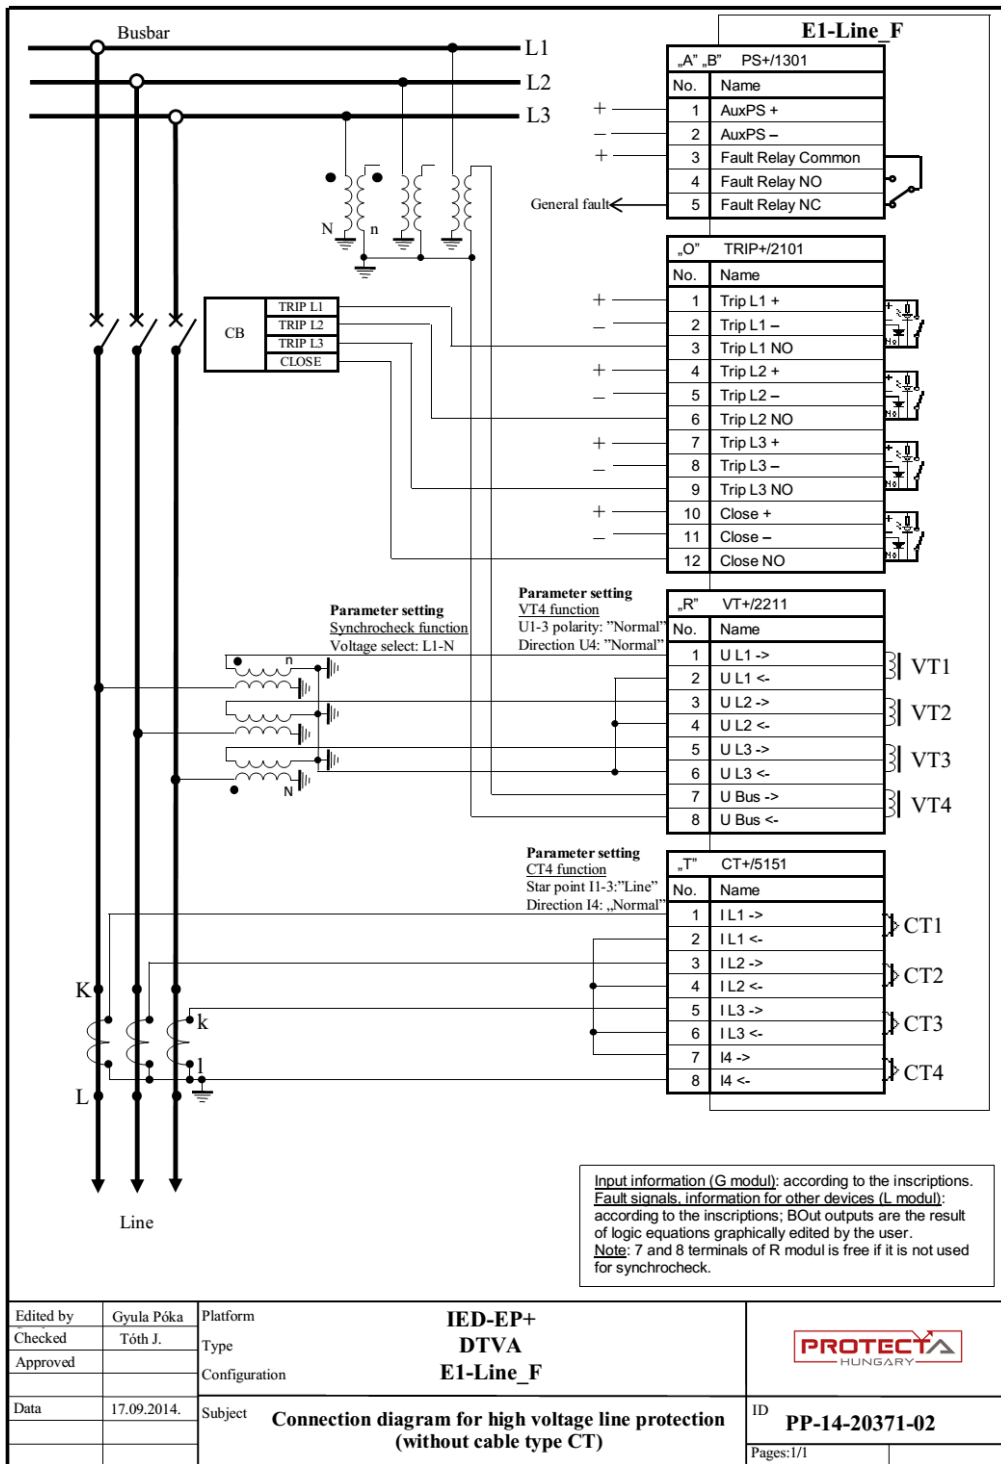 Busbar
L1
L2
L3
E1-Line_F
„A” „B” PS+/1301
No. Name
+ 1 AuxPS +
– 2 AuxPS –
+ 3 Fault Relay Common
4 Fault Relay NO
General fault 5 Fault Relay NC
N n
„O” TRIP+/2101
No. Name
+ 1 Trip L1 +
– 2 Trip L1 –
3 Trip L1 NO
+ 4 Trip L2 +
– 5 Trip L2 –
6 Trip L2 NO
+ 7 Trip L3 +
– 8 Trip L3 –
9 Trip L3 NO
+ 10 Close +
– 11 Close –
12 Close NO
CB
TRIP L1
TRIP L2
TRIP L3
CLOSE
Parameter setting
Synchrocheck function
Voltage select: L1-N
Parameter setting
VT4 function
U1-3 polarity: ”Normal”
Direction U4: ”Normal”
„R” VT+/2211
No. Name
1 U L1 ->
2 U L1 <-
3 U L2 ->
4 U L2 <-
5 U L3 ->
6 U L3 <-
7 U Bus ->
8 U Bus <-
VT1
VT2
VT3
VT4
n
N
Parameter setting
CT4 function
Star point I1-3:”Line”
Direction I4: „Normal”
„T” CT+/5151
No. Name
1 I L1 ->
2 I L1 <-
3 I L2 ->
4 I L2 <-
5 I L3 ->
6 I L3 <-
7 I4 ->
8 I4 <-
CT1
CT2
CT3
CT4
K
k
l
L
Line
Input information (G modul): according to the inscriptions.
Fault signals, information for other devices (L modul):
according to the inscriptions; BOut outputs are the result
of logic equations graphically edited by the user.
Note: 7 and 8 terminals of R modul is free if it is not used
for synchrocheck.
Edited by Gyula Póka
Checked Tóth J.
Approved
Data 17.09.2014.
Platform IED-EP+
Type DTVA
Configuration E1-Line_F
Subject Connection diagram for high voltage line protection
(without cable type CT)
PROTECTA
HUNGARY
ID PP-14-20371-02
Pages:1/1